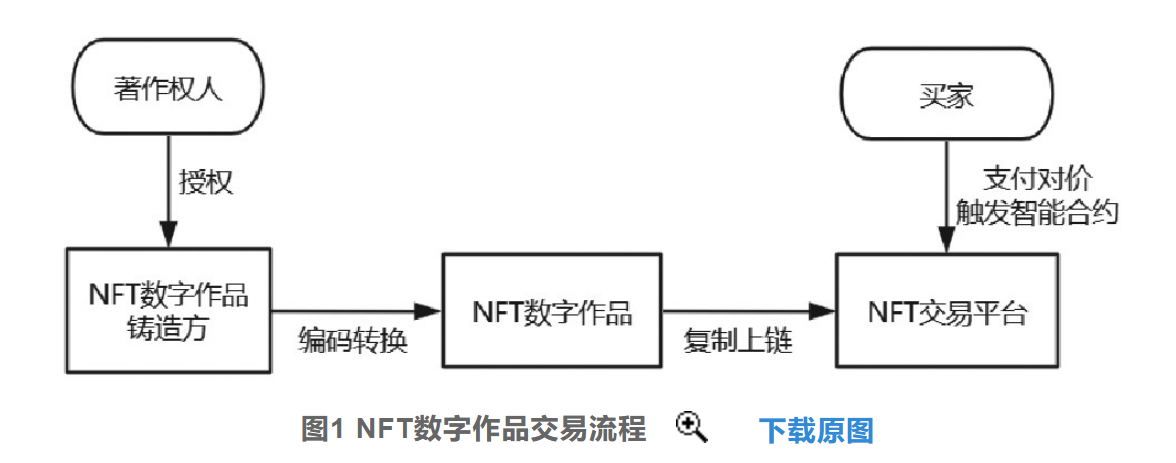 著作权人
买家
授权
支付对价
触发智能合约
NFT数字作品
铸造方
编码转换
NFT数字作品
复制上链
NFT交易平台
图1 NFT数字作品交易流程
下载原图